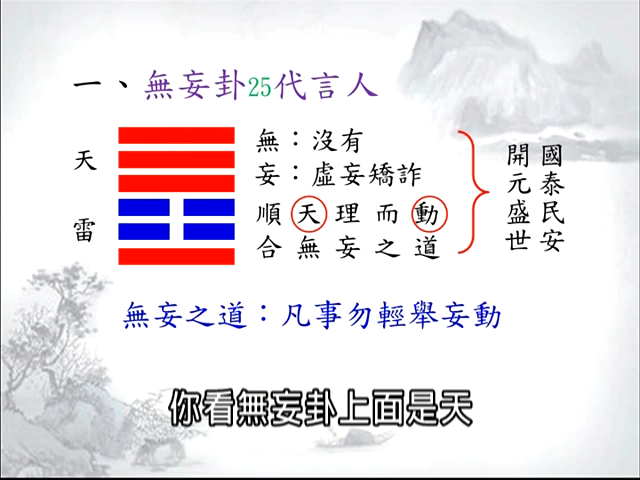 一、無妄卦25代言人
天
雷
無：沒有
妄：虛妄矯詐
順天理而動
合無妄之道
國泰民安
開元盛世
無妄之道：凡事勿輕舉妄動
你看無妄卦上面是天